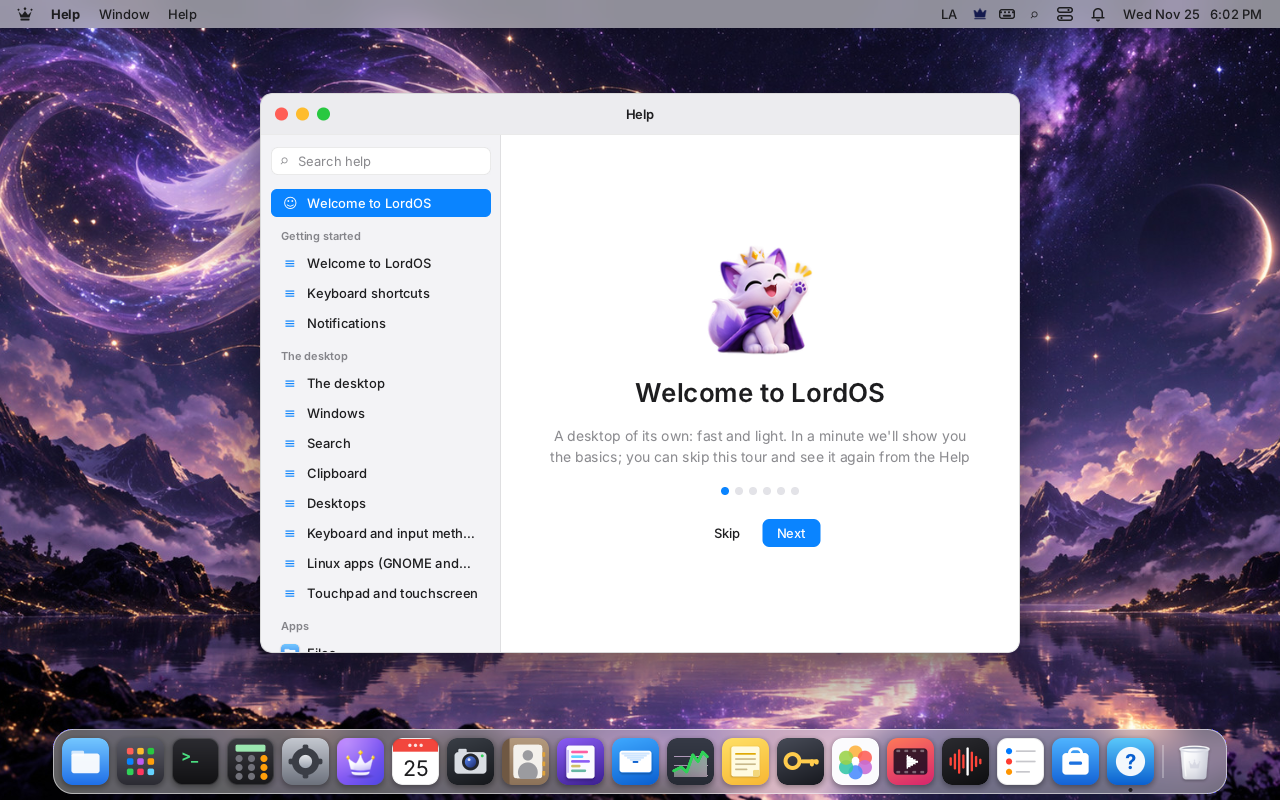 Help Window Help LA Wed Nov 25 6:02 PM
Help
Search help
Welcome to LordOS
Getting started
Welcome to LordOS
Keyboard shortcuts
Notifications
The desktop
The desktop
Windows
Search
Clipboard
Desktops
Keyboard and input meth...
Linux apps (GNOME and...
Touchpad and touchscreen
Apps
Files
Welcome to LordOS
A desktop of its own: fast and light. In a minute we'll show you
the basics; you can skip this tour and see it again from the Help
Skip Next
>_
25
?